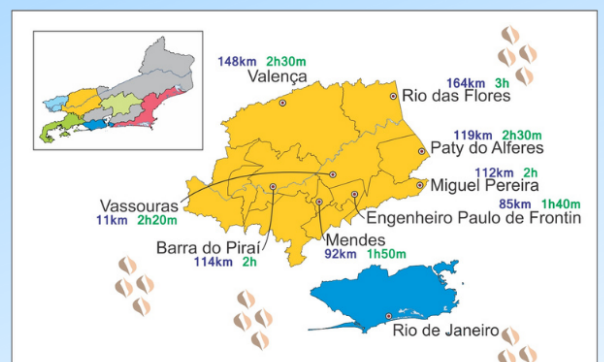 148km 2h30m
Valença
164km 3h
Rio das Flores
119km 2h30m
Paty do Alferes
112km 2h
Miguel Pereira
85km 1h40m
Engenheiro Paulo de Frontin
Vassouras
11km 2h20m
Barra do Piraí
114km 2h
Mendes
92km 1h50m
Rio de Janeiro